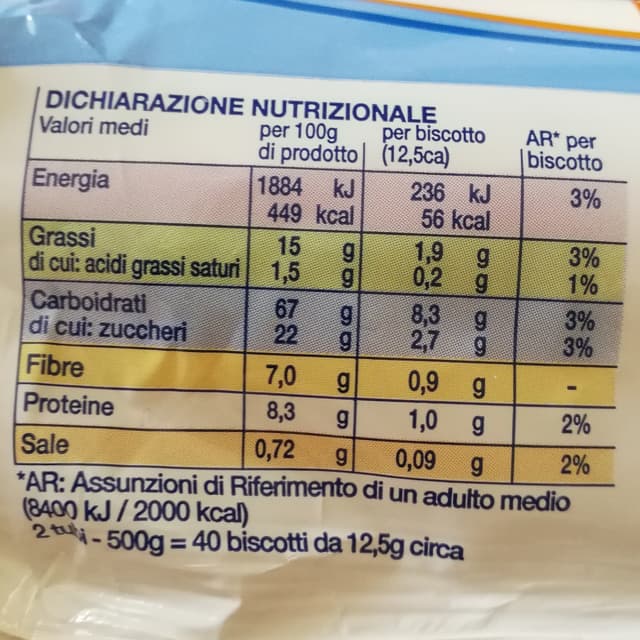 DICHIARAZIONE NUTRIZIONALE
Valori medi per 100g di prodotto per biscotto (12,5ca) AR* per biscotto
Energia 1884 kJ 236 kJ 3%
449 kcal 56 kcal
Grassi 15 g 1,9 g 3%
di cui: acidi grassi saturi 1,5 g 0,2 g 1%
Carboidrati 67 g 8,3 g 3%
di cui: zuccheri 22 g 2,7 g 3%
Fibre 7,0 g 0,9 g -
Proteine 8,3 g 1,0 g 2%
Sale 0,72 g 0,09 g 2%
*AR: Assunzioni di Riferimento di un adulto medio
(8400 kJ / 2000 kcal)
2 tubi - 500g = 40 biscotti da 12,5g circa